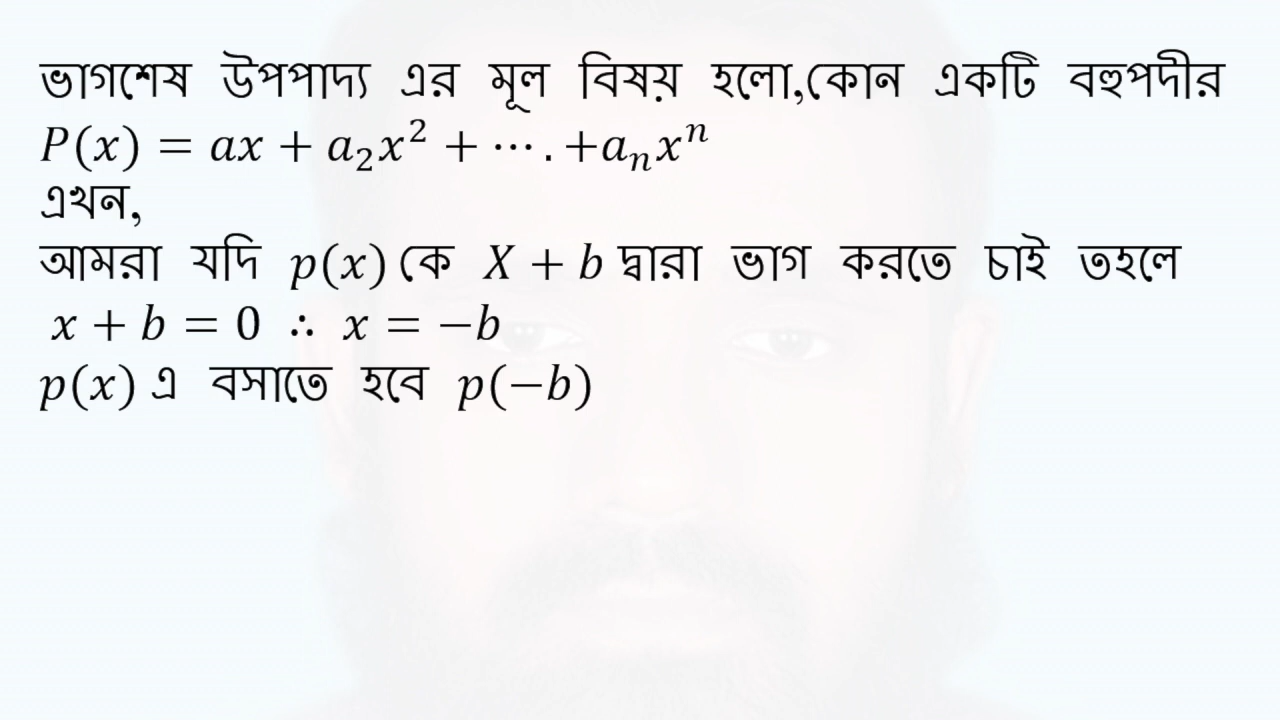 ভাগশেষ উপপাদ্য এর মূল বিষয় হলো,কোন একটি বহুপদীর
P(x) = ax + a₂x² + ⋯ . +aₙxⁿ
এখন,
আমরা যদি p(x) কে X + b দ্বারা ভাগ করতে চাই তহলে
x + b = 0 ∴ x = −b
p(x) এ বসাতে হবে p(−b)